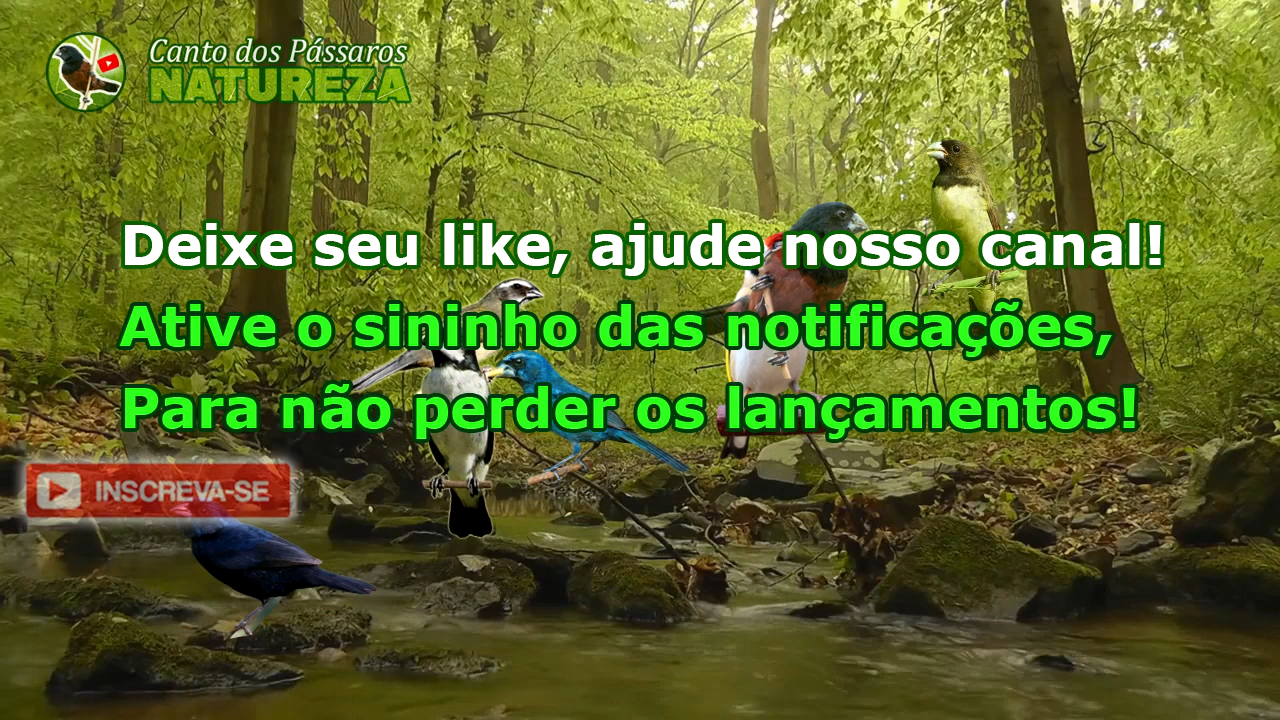 Canto dos Pássaros
NATUREZA
Deixe seu like, ajude nosso canal!
Ative o sininho das notificações,
Para não perder os lançamentos!
INSCREVA-SE